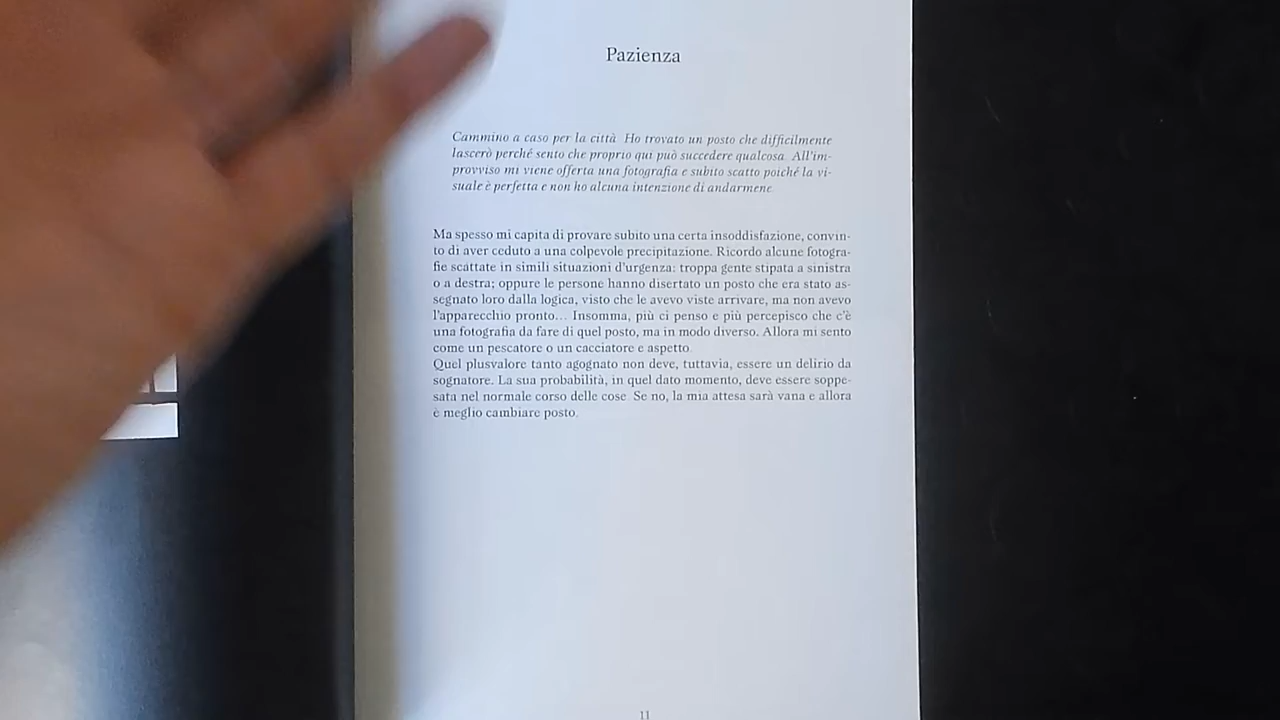 Pazienza
Cammino a caso per la città. Ho trovato un posto che difficilmente
lascerò perché sento che proprio qui può succedere qualcosa. All'im-
provviso mi viene offerta una fotografia e subito scatto poiché la vi-
suale è perfetta e non ho alcuna intenzione di andarmene.
Ma spesso mi capita di provare subito una certa insoddisfazione, convin-
to di aver ceduto a una colpevole precipitazione. Ricordo alcune fotogra-
fie scattate in simili situazioni d'urgenza: troppa gente stipata a sinistra
o a destra; oppure le persone hanno disertato un posto che era stato as-
segnato loro dalla logica, visto che le avevo viste arrivare, ma non avevo
l'apparecchio pronto... Insomma, più ci penso e più percepisco che c'è
una fotografia da fare di quel posto, ma in modo diverso. Allora mi sento
come un pescatore o un cacciatore e aspetto.
Quel plusvalore tanto agognato non deve, tuttavia, essere un delirio da
sognatore. La sua probabilità, in quel dato momento, deve essere soppe-
sata nel normale corso delle cose. Se no, la mia attesa sarà vana e allora
è meglio cambiare posto.
11